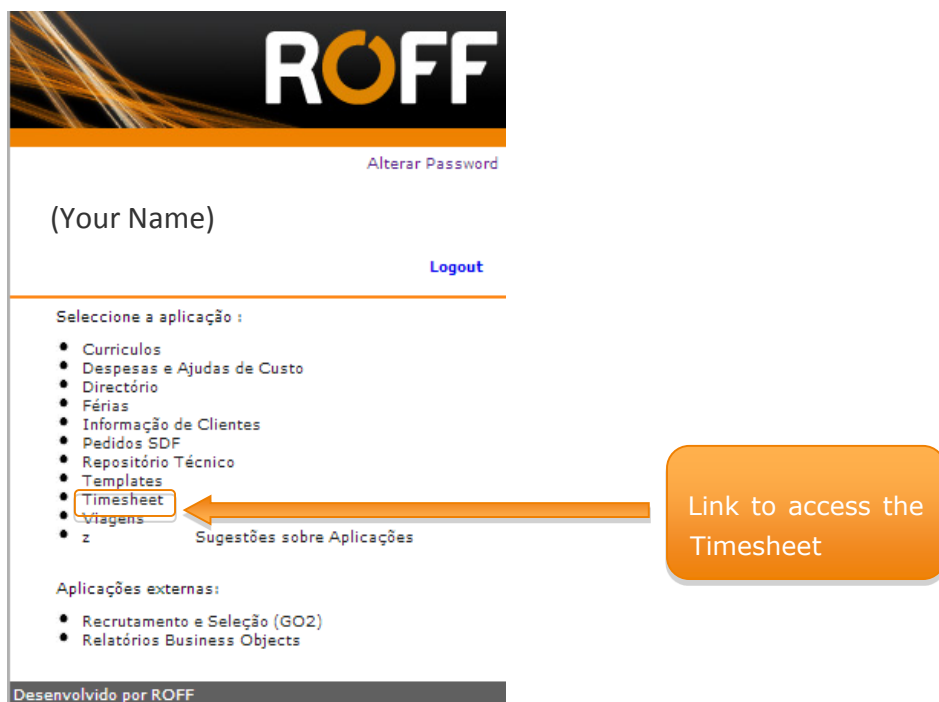 ROFF
Alterar Password
(Your Name)
Logout
Seleccione a aplicação :
Curriculos
Despesas e Ajudas de Custo
Directório
Férias
Informação de Clientes
Pedidos SDF
Repositório Técnico
Templates
Timesheet
Viagens
z Sugestões sobre Aplicações
Link to access the
Timesheet
Aplicações externas:
Recrutamento e Seleção (GO2)
Relatórios Business Objects
Desenvolvido por ROFF